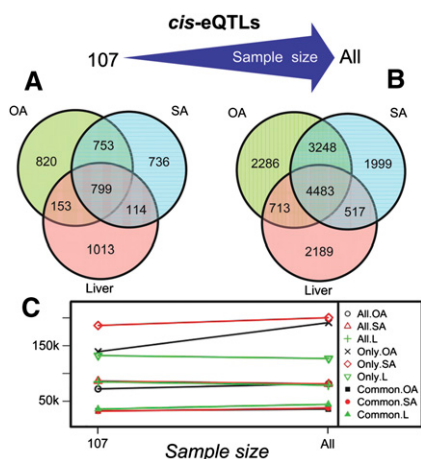 cis-eQTLs
107
Sample size
All
A
B
OA
SA
OA
SA
820
753
736
799
153
114
1013
Liver
2286
3248
1999
4483
713
517
2189
Liver
C
150k
50k
107
Sample size
All
All.OA
All.SA
All.L
Only.OA
Only.SA
Only.L
Common.OA
Common.SA
Common.L